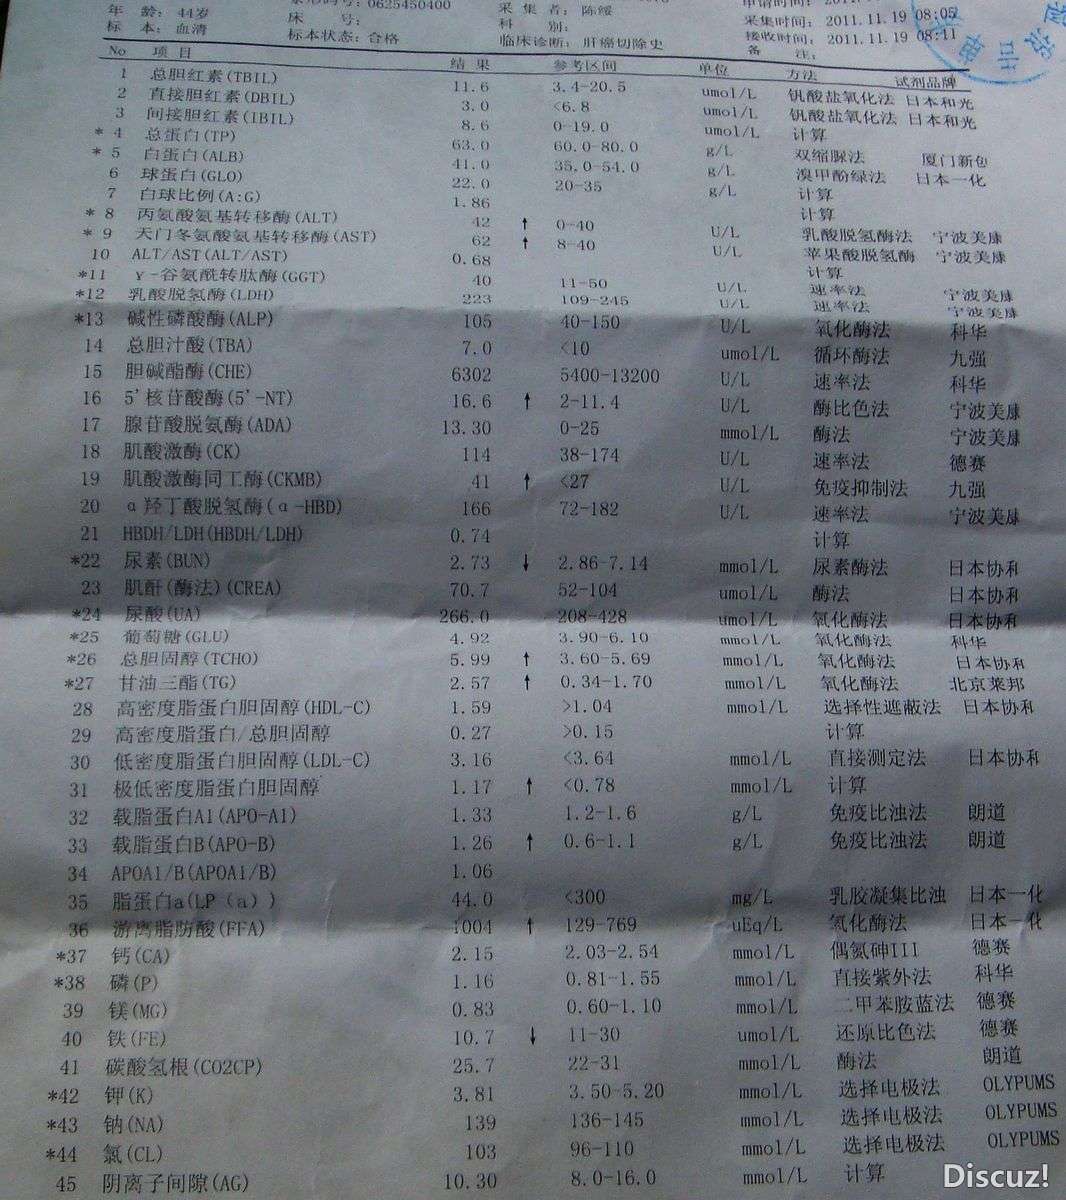 年 龄: 44岁 床 号: 采 集 者: 陈绥 采集时间: 2011.11.19 08:05
标 本: 血清 标本状态: 合格 科 别: 接收时间: 2011.11.19 08:11
临床诊断: 肝癌切除史 备 注:
No 项 目 结 果 参考区间 单位 方法 试剂品牌
1 总胆红素(TBIL) 11.6 3.4-20.5 umol/L 钒酸盐氧化法 日本和光
2 直接胆红素(DBIL) 3.0 <6.8 umol/L 钒酸盐氧化法 日本和光
3 间接胆红素(IBIL) 8.6 0-19.0 umol/L 计算
* 4 总蛋白(TP) 63.0 60.0-80.0 g/L 双缩脲法 厦门新创
* 5 白蛋白(ALB) 41.0 35.0-54.0 g/L 溴甲酚绿法 日本一化
6 球蛋白(GLO) 22.0 20-35 g/L 计算
7 白球比例(A:G) 1.86 计算
* 8 丙氨酸氨基转移酶(ALT) 42 ↑ 0-40 U/L 乳酸脱氢酶法 宁波美康
* 9 天门冬氨酸氨基转移酶(AST) 62 ↑ 8-40 U/L 苹果酸脱氢酶 宁波美康
10 ALT/AST(ALT/AST) 0.68 计算
*11 γ-谷氨酰转肽酶(GGT) 40 11-50 U/L 速率法 宁波美康
*12 乳酸脱氢酶(LDH) 223 109-245 U/L 速率法 宁波美康
*13 碱性磷酸酶(ALP) 105 40-150 U/L 氧化酶法 科华
14 总胆汁酸(TBA) 7.0 <10 umol/L 循环酶法 九强
15 胆碱酯酶(CHE) 6302 5400-13200 U/L 速率法 科华
16 5'核苷酸酶(5'-NT) 16.6 ↑ 2-11.4 U/L 酶比色法 宁波美康
17 腺苷酸脱氨酶(ADA) 13.30 0-25 mmol/L 酶法 宁波美康
18 肌酸激酶(CK) 114 38-174 U/L 速率法 德赛
19 肌酸激酶同工酶(CKMB) 41 ↑ <27 U/L 免疫抑制法 九强
20 α羟丁酸脱氢酶(α-HBD) 166 72-182 U/L 速率法 宁波美康
21 HBDH/LDH(HBDH/LDH) 0.74 计算
*22 尿素(BUN) 2.73 ↓ 2.86-7.14 mmol/L 尿素酶法 日本协和
23 肌酐(酶法)(CREA) 70.7 52-104 umol/L 酶法 日本协和
*24 尿酸(UA) 266.0 208-428 umol/L 氧化酶法 日本协和
*25 葡萄糖(GLU) 4.92 3.90-6.10 mmol/L 氧化酶法 科华
*26 总胆固醇(TCHO) 5.99 ↑ 3.60-5.69 mmol/L 氧化酶法 日本协和
*27 甘油三酯(TG) 2.57 ↑ 0.34-1.70 mmol/L 氧化酶法 北京莱邦
28 高密度脂蛋白胆固醇(HDL-C) 1.59 >1.04 mmol/L 选择性遮蔽法 日本协和
29 高密度脂蛋白/总胆固醇 0.27 >0.15 计算
30 低密度脂蛋白胆固醇(LDL-C) 3.16 <3.64 mmol/L 直接测定法 日本协和
31 极低密度脂蛋白胆固醇 1.17 ↑ <0.78 mmol/L 计算
32 载脂蛋白A1(APO-A1) 1.33 1.2-1.6 g/L 免疫比浊法 朗道
33 载脂蛋白B(APO-B) 1.26 ↑ 0.6-1.1 g/L 免疫比浊法 朗道
34 APOA1/B(APOA1/B) 1.06
35 脂蛋白a(LP（a）) 44.0 <300 mg/L 乳胶凝集比浊 日本一化
36 游离脂肪酸(FFA) 1004 ↑ 129-769 uEq/L 氧化酶法 日本一化
*37 钙(CA) 2.15 2.03-2.54 mmol/L 偶氮砷III 德赛
*38 磷(P) 1.16 0.81-1.55 mmol/L 直接紫外法 科华
39 镁(MG) 0.83 0.60-1.10 mmol/L 二甲苯胺蓝法 德赛
40 铁(FE) 10.7 ↓ 11-30 umol/L 还原比色法 德赛
41 碳酸氢根(CO2CP) 25.7 22-31 mmol/L 酶法 朗道
*42 钾(K) 3.81 3.50-5.20 mmol/L 选择电极法 OLYPUMS
*43 钠(NA) 139 136-145 mmol/L 选择电极法 OLYPUMS
*44 氯(CL) 103 96-110 mmol/L 选择电极法 OLYPUMS
45 阴离子间隙(AG) 10.30 8.0-16.0 mmol/L 计算
Discuz!